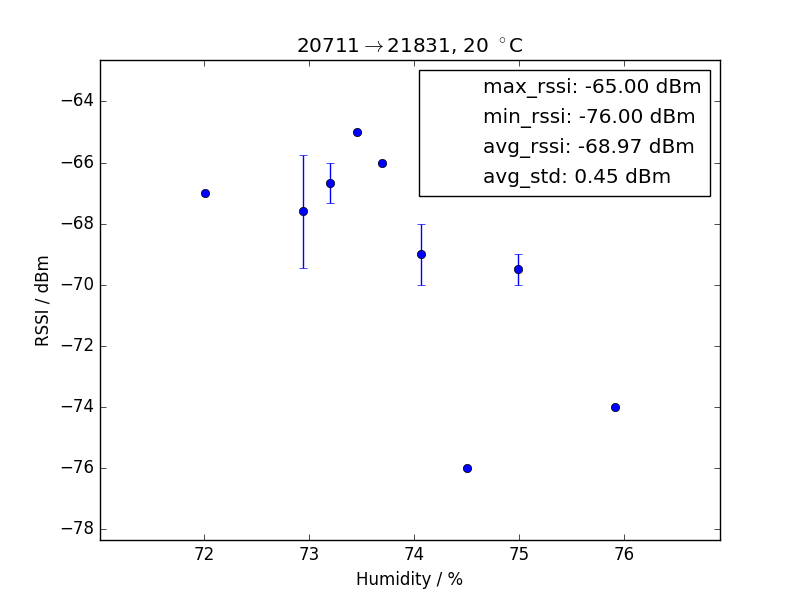 20711→21831, 20 °C
max_rssi: -65.00 dBm
min_rssi: -76.00 dBm
avg_rssi: -68.97 dBm
avg_std: 0.45 dBm
RSSI / dBm
−64
−66
−68
−70
−72
−74
−76
−78
72 73 74 75 76
Humidity / %